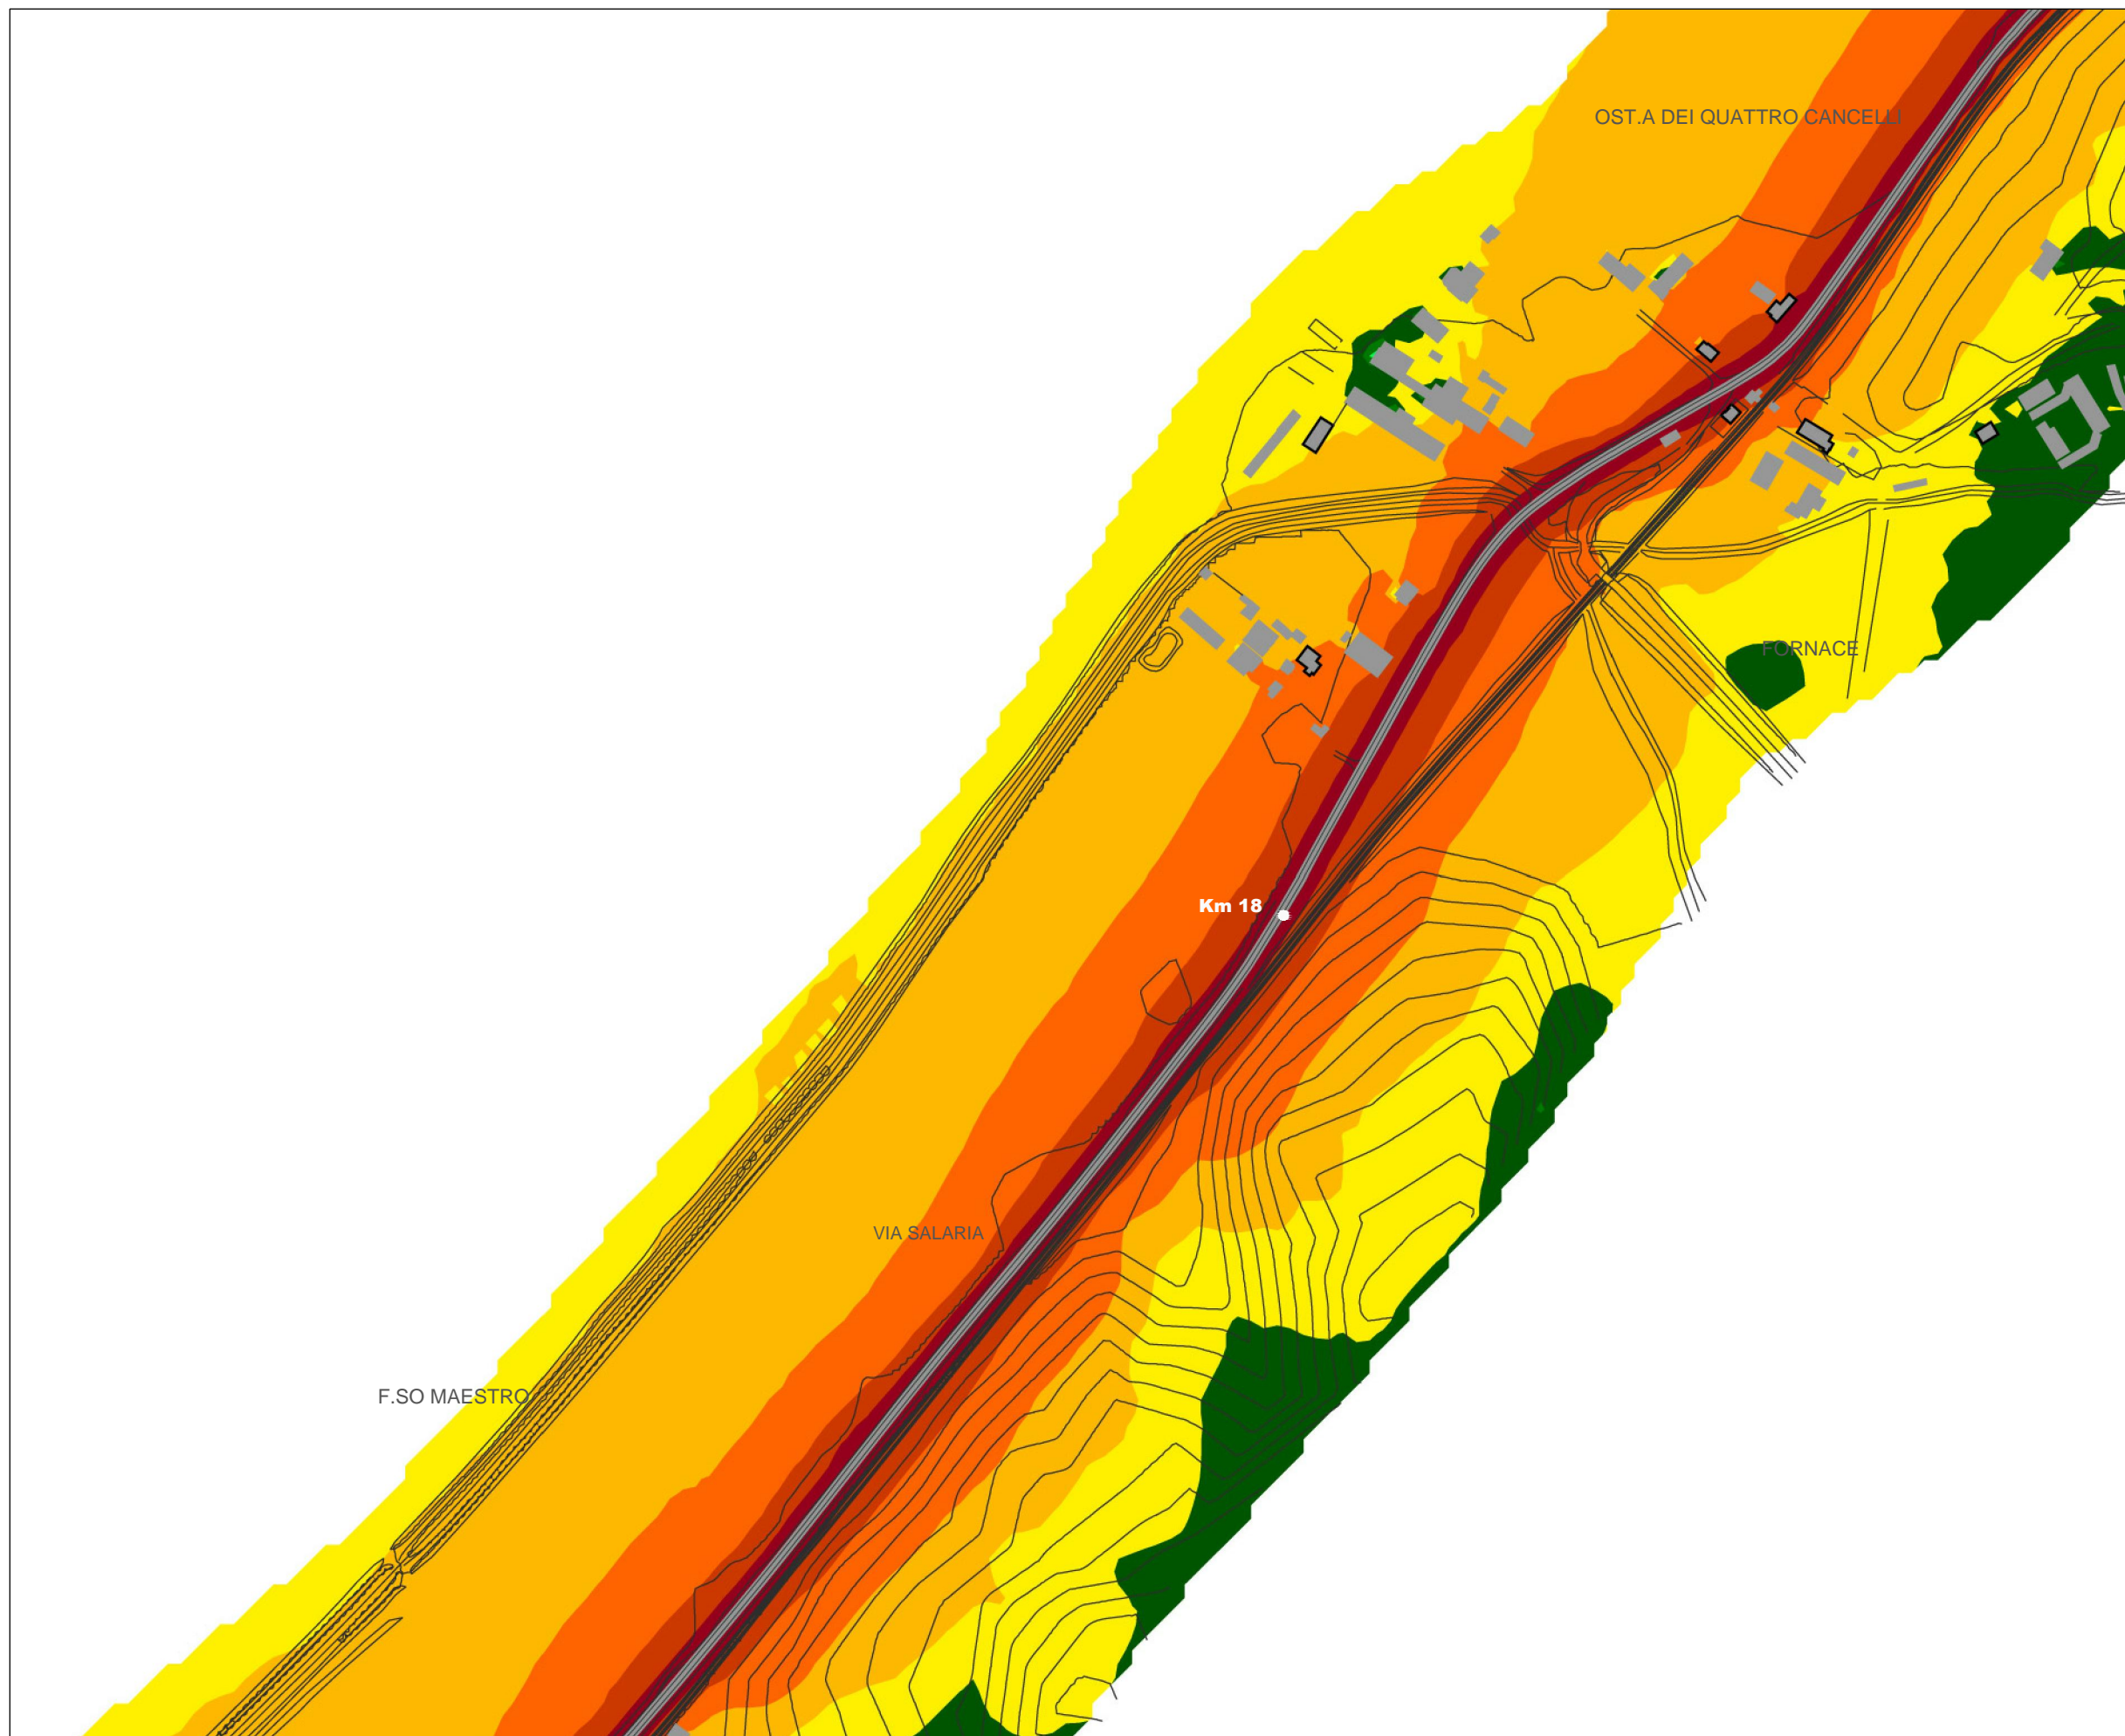 OST.A DEI QUATTRO CANCELLI
FORNACE
Km 18
VIA SALARIA
F.SO MAESTRO